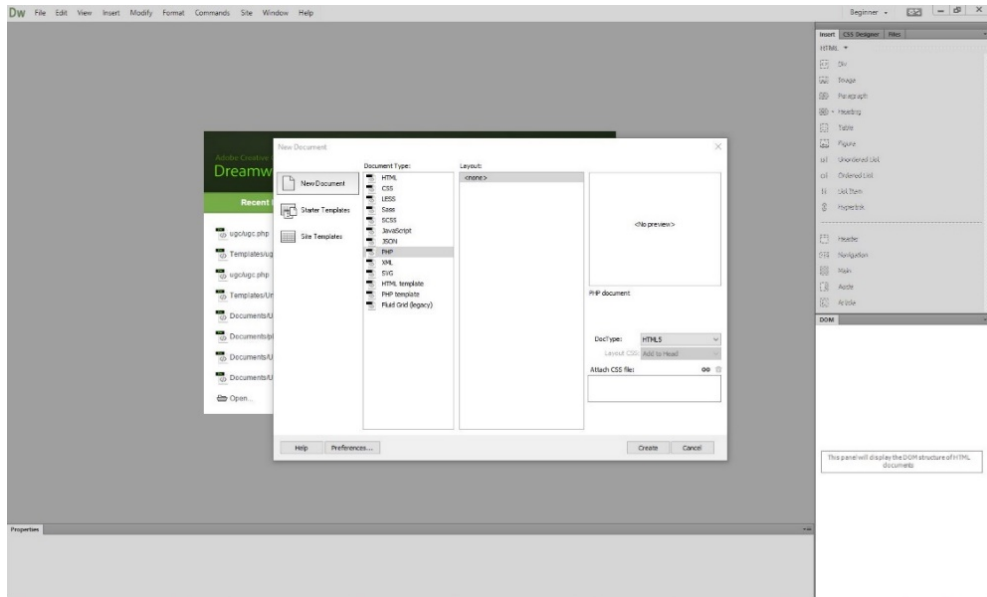 Dw File Edit View Insert Modify Format Commands Site Window Help
Beginner
Adobe Creative
Dreamw
Recent
ugc/ugc.php
Templates/ug
ugc/ugc.php
Templates/Un
Documents/U
Documents/p
Documents/U
Documents/U
Open...
New Document
New Document
Starter Templates
Site Templates
Document Type:
HTML
CSS
LESS
Sass
SCSS
JavaScript
JSON
PHP
XML
SVG
HTML template
PHP template
Fluid Grid (legacy)
Layout:
<none>
<No preview>
PHP document
DocType: HTML5
Layout CSS: Add to Head
Attach CSS file:
Help Preferences...
Create Cancel
Insert CSS Designer Files
HTML
Div
Image
Paragraph
Heading
Table
Figure
Unordered List
Ordered List
List Item
Hyperlink
Header
Navigation
Main
Aside
Article
DOM
This panel will display the DOM structure of HTML
documents
Properties